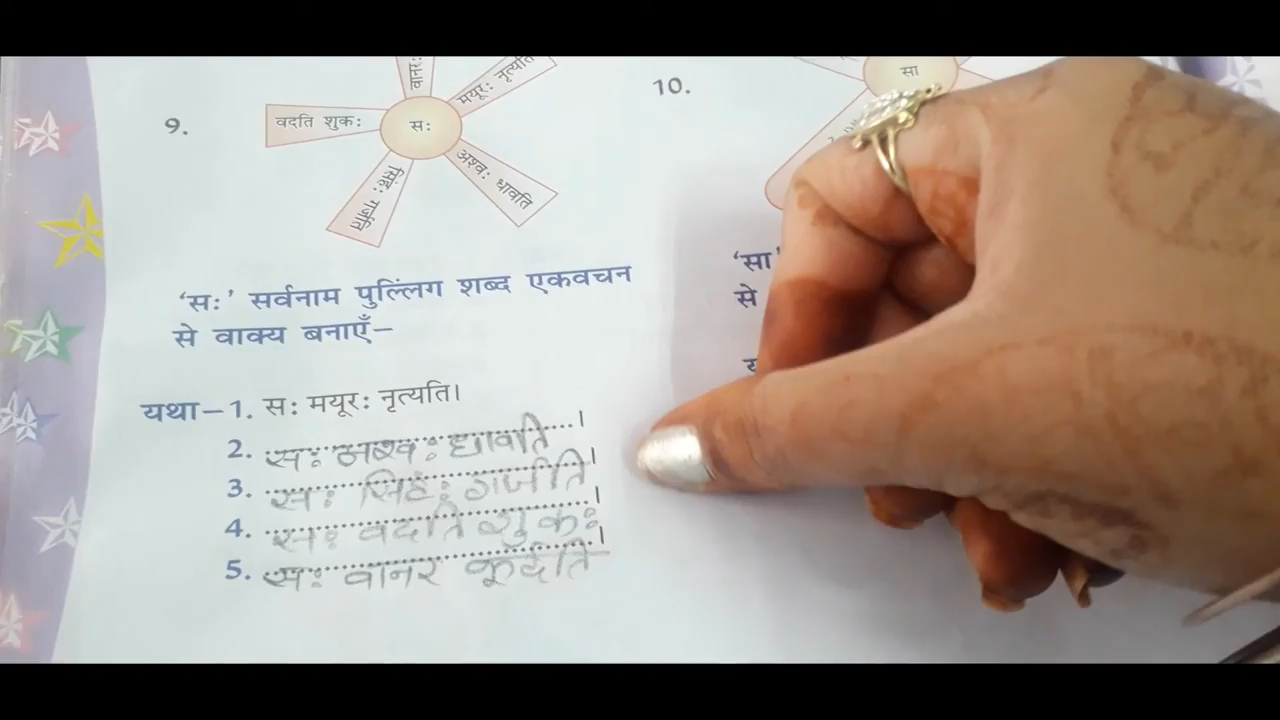 9.
वानरः
मयूरः नृत्यति
वदति शुकः
सः
अश्वः धावति
सिंहः गर्जति
'सः' सर्वनाम पुल्लिंग शब्द एकवचन
से वाक्य बनाएँ–
यथा–1. सः मयूरः नृत्यति।
2. सः अश्वः धावति।
3. सः सिहंः गर्जति।
4. सः वदति शुकः।
5. सः वानर कूर्दति।
10.
सा
'सा'
से